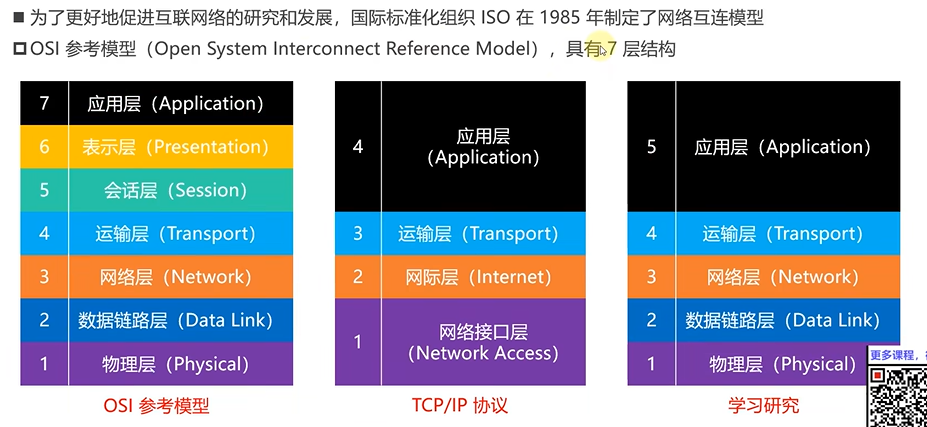 为了更好地促进互联网络的研究和发展，国际标准化组织 ISO 在 1985 年制定了网络互连模型
OSI 参考模型（Open System Interconnect Reference Model），具有 7 层结构
7 应用层（Application）
6 表示层（Presentation）
5 会话层（Session）
4 运输层（Transport）
3 网络层（Network）
2 数据链路层（Data Link）
1 物理层（Physical）
OSI 参考模型
4 应用层
（Application）
3 运输层（Transport）
2 网际层（Internet）
1 网络接口层
（Network Access）
TCP/IP 协议
5 应用层（Application）
4 运输层（Transport）
3 网络层（Network）
2 数据链路层（Data Link）
1 物理层（Physical）
学习研究
更多课程，